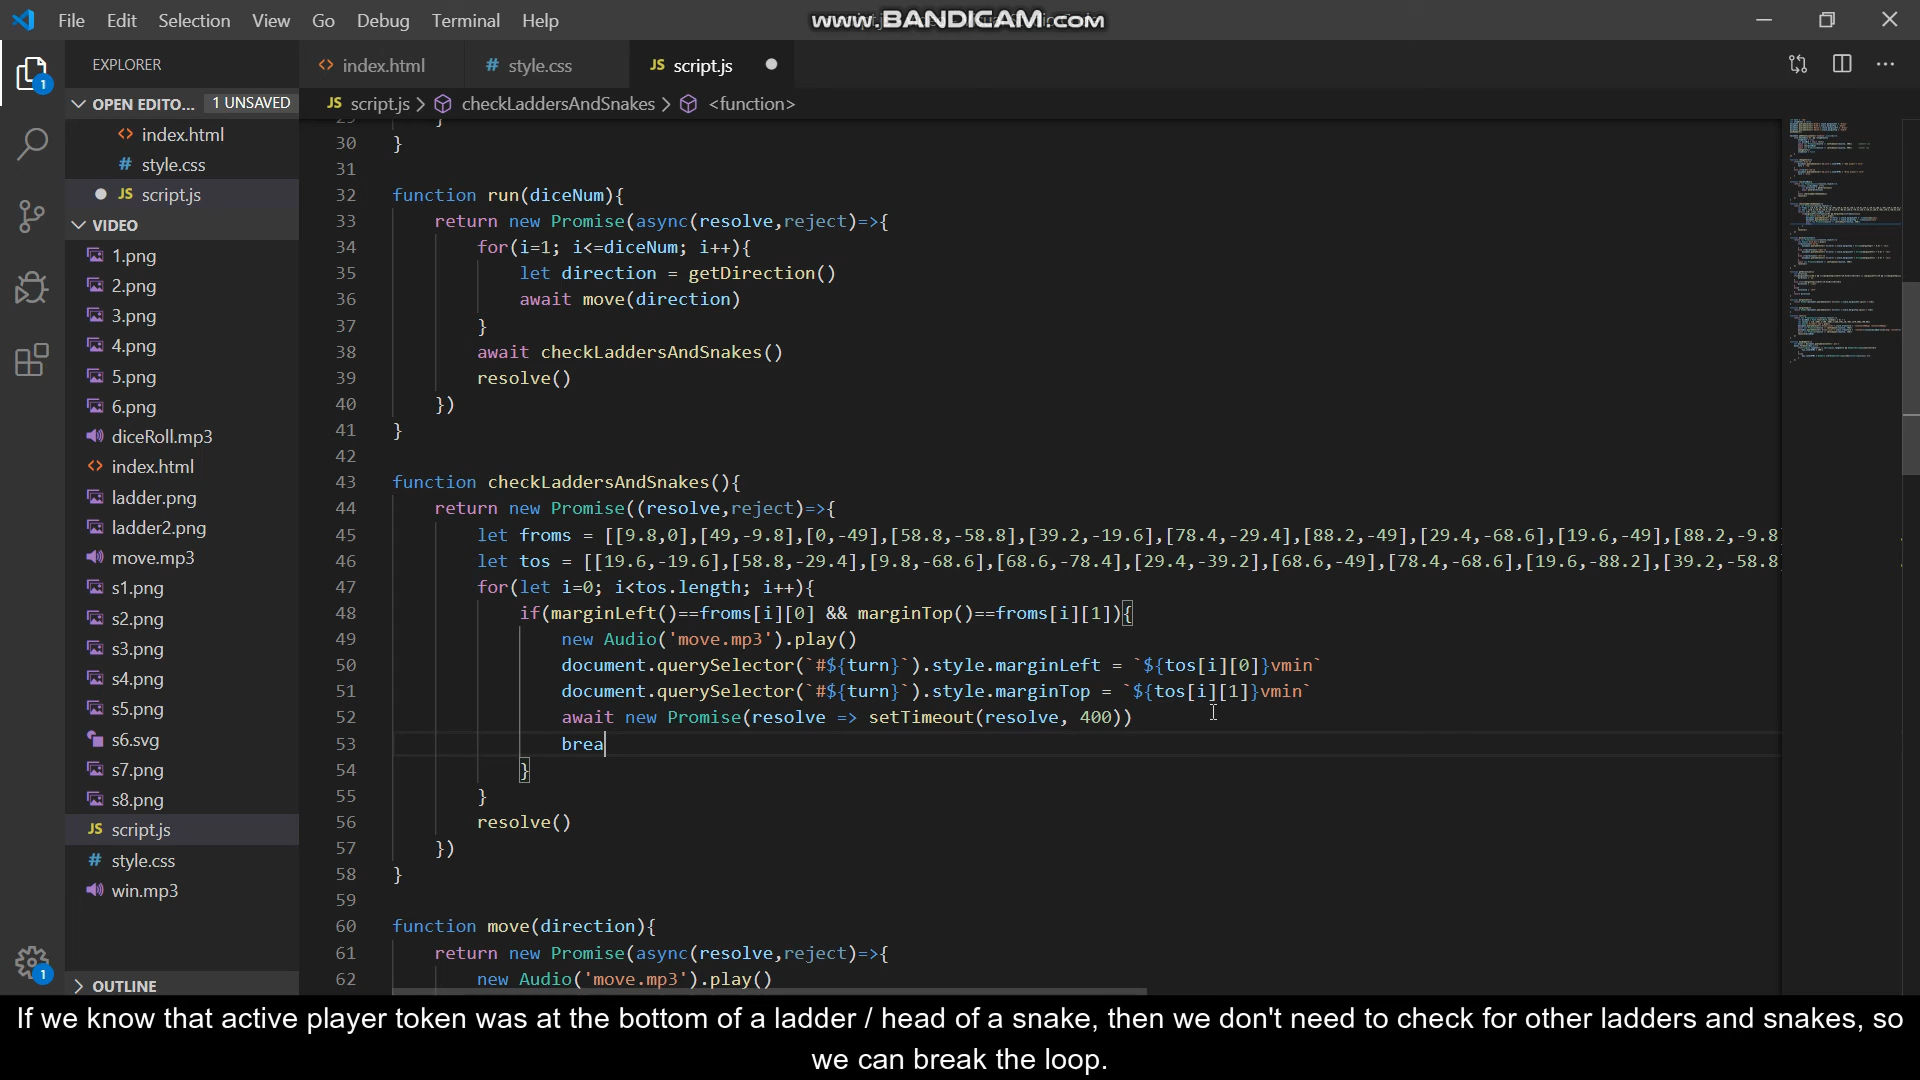 File Edit Selection View Go Debug Terminal Help
www.BANDICAM.com
EXPLORER
index.html
style.css
JS script.js
OPEN EDITO... 1 UNSAVED
JS script.js > checkLaddersAndSnakes > <function>
index.html
style.css
JS script.js
VIDEO
1.png
2.png
3.png
4.png
5.png
6.png
diceRoll.mp3
index.html
ladder.png
ladder2.png
move.mp3
s1.png
s2.png
s3.png
s4.png
s5.png
s6.svg
s7.png
s8.png
JS script.js
style.css
win.mp3
OUTLINE
29 }
30 }
31
32 function run(diceNum){
33 return new Promise(async(resolve,reject)=>{
34 for(i=1; i<=diceNum; i++){
35 let direction = getDirection()
36 await move(direction)
37 }
38 await checkLaddersAndSnakes()
39 resolve()
40 })
41 }
42
43 function checkLaddersAndSnakes(){
44 return new Promise((resolve,reject)=>{
45 let froms = [[9.8,0],[49,-9.8],[0,-49],[58.8,-58.8],[39.2,-19.6],[78.4,-29.4],[88.2,-49],[29.4,-68.6],[19.6,-49],[88.2,-9.8]
46 let tos = [[19.6,-19.6],[58.8,-29.4],[9.8,-68.6],[68.6,-78.4],[29.4,-39.2],[68.6,-49],[78.4,-68.6],[19.6,-88.2],[39.2,-58.8]
47 for(let i=0; i<tos.length; i++){
48 if(marginLeft()==froms[i][0] && marginTop()==froms[i][1]){
49 new Audio('move.mp3').play()
50 document.querySelector(`#${turn}`).style.marginLeft = `${tos[i][0]}vmin`
51 document.querySelector(`#${turn}`).style.marginTop = `${tos[i][1]}vmin`
52 await new Promise(resolve => setTimeout(resolve, 400))
53 brea
54 }
55 }
56 resolve()
57 })
58 }
59
60 function move(direction){
61 return new Promise(async(resolve,reject)=>{
62 new Audio('move.mp3').play()
If we know that active player token was at the bottom of a ladder / head of a snake, then we don't need to check for other ladders and snakes, so
we can break the loop.